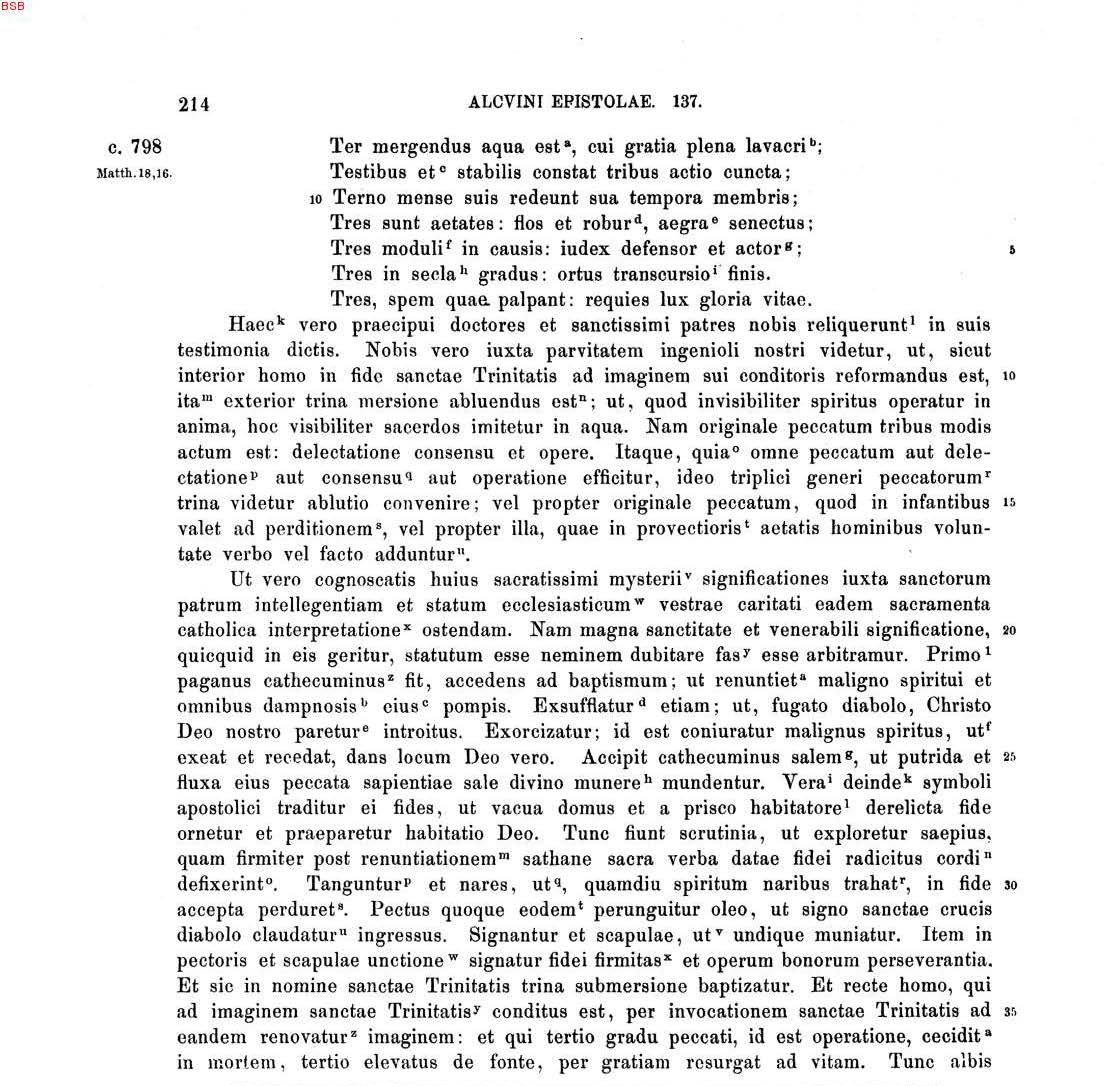 BSB
214 ALCVINI EPISTOLAE. 137.
c. 798 Ter mergendus aqua est a, cui gratia plena lavacri b;
Matth. 18,16. Testibus et c stabilis constat tribus actio cuncta;
10 Terno mense suis redeunt sua tempora membris;
Tres sunt aetates: flos et robur d, aegra e senectus;
Tres moduli f in causis: iudex defensor et actor g; 5
Tres in secla h gradus: ortus transcursio i finis.
Tres, spem quae palpant: requies lux gloria vitae.
Haec k vero praecipui doctores et sanctissimi patres nobis reliquerunt l in suis
testimonia dictis. Nobis vero iuxta parvitatem ingenioli nostri videtur, ut, sicut
interior homo in fide sanctae Trinitatis ad imaginem sui conditoris reformandus est, 10
ita m exterior trina mersione abluendus est n; ut, quod invisibiliter spiritus operatur in
anima, hoc visibiliter sacerdos imitetur in aqua. Nam originale peccatum tribus modis
actum est: delectatione consensu et opere. Itaque, quia o omne peccatum aut dele-
ctatione p aut consensu q aut operatione efficitur, ideo triplici generi peccatorum r
trina videtur ablutio convenire; vel propter originale peccatum, quod in infantibus 15
valet ad perditionem s, vel propter illa, quae in provectioris t aetatis hominibus volun-
tate verbo vel facto adduntur u.
Ut vero cognoscatis huius sacratissimi mysterii v significationes iuxta sanctorum
patrum intellegentiam et statum ecclesiasticum w vestrae caritati eadem sacramenta
catholica interpretatione x ostendam. Nam magna sanctitate et venerabili significatione, 20
quicquid in eis geritur, statutum esse neminem dubitare fas y esse arbitramur. Primo 1
paganus cathecuminus z fit, accedens ad baptismum; ut renuntiet a maligno spiritui et
omnibus dampnosis b eius c pompis. Exsufflatur d etiam; ut, fugato diabolo, Christo
Deo nostro paretur e introitus. Exorcizatur; id est coniuratur malignus spiritus, ut f
exeat et recedat, dans locum Deo vero. Accipit cathecuminus salem g, ut putrida et 25
fluxa eius peccata sapientiae sale divino munere h mundentur. Vera i deinde k symboli
apostolici traditur ei fides, ut vacua domus et a prisco habitatore l derelicta fide
ornetur et praeparetur habitatio Deo. Tunc fiunt scrutinia, ut exploretur saepius,
quam firmiter post renuntiationem m sathane sacra verba datae fidei radicitus cordi n
defixerint o. Tanguntur p et nares, ut q, quamdiu spiritum naribus trahat r, in fide 30
accepta perduret s. Pectus quoque eodem t perunguitur oleo, ut signo sanctae crucis
diabolo claudatur u ingressus. Signantur et scapulae, ut v undique muniatur. Item in
pectoris et scapulae unctione w signatur fidei firmitas x et operum bonorum perseverantia.
Et sic in nomine sanctae Trinitatis trina submersione baptizatur. Et recte homo, qui
ad imaginem sanctae Trinitatis y conditus est, per invocationem sanctae Trinitatis ad 35
eandem renovatur z imaginem: et qui tertio gradu peccati, id est operatione, cecidit a
in mortem, tertio elevatus de fonte, per gratiam resurgat ad vitam. Tunc albis